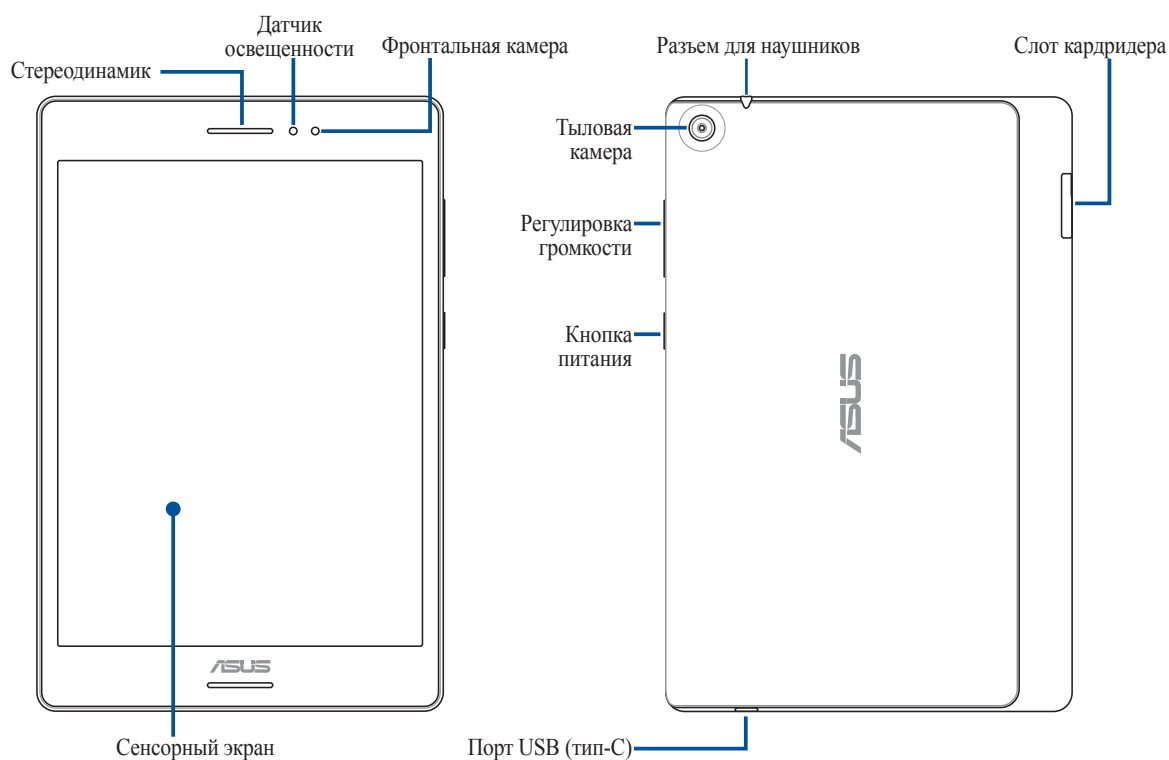 Датчик
освещенности
Фронтальная камера
Стереодинамик
ASUS
Сенсорный экран
Разъем для наушников
Слот кардридера
Тыловая
камера
Регулировка
громкости
Кнопка
питания
ASUS
Порт USB (тип-C)